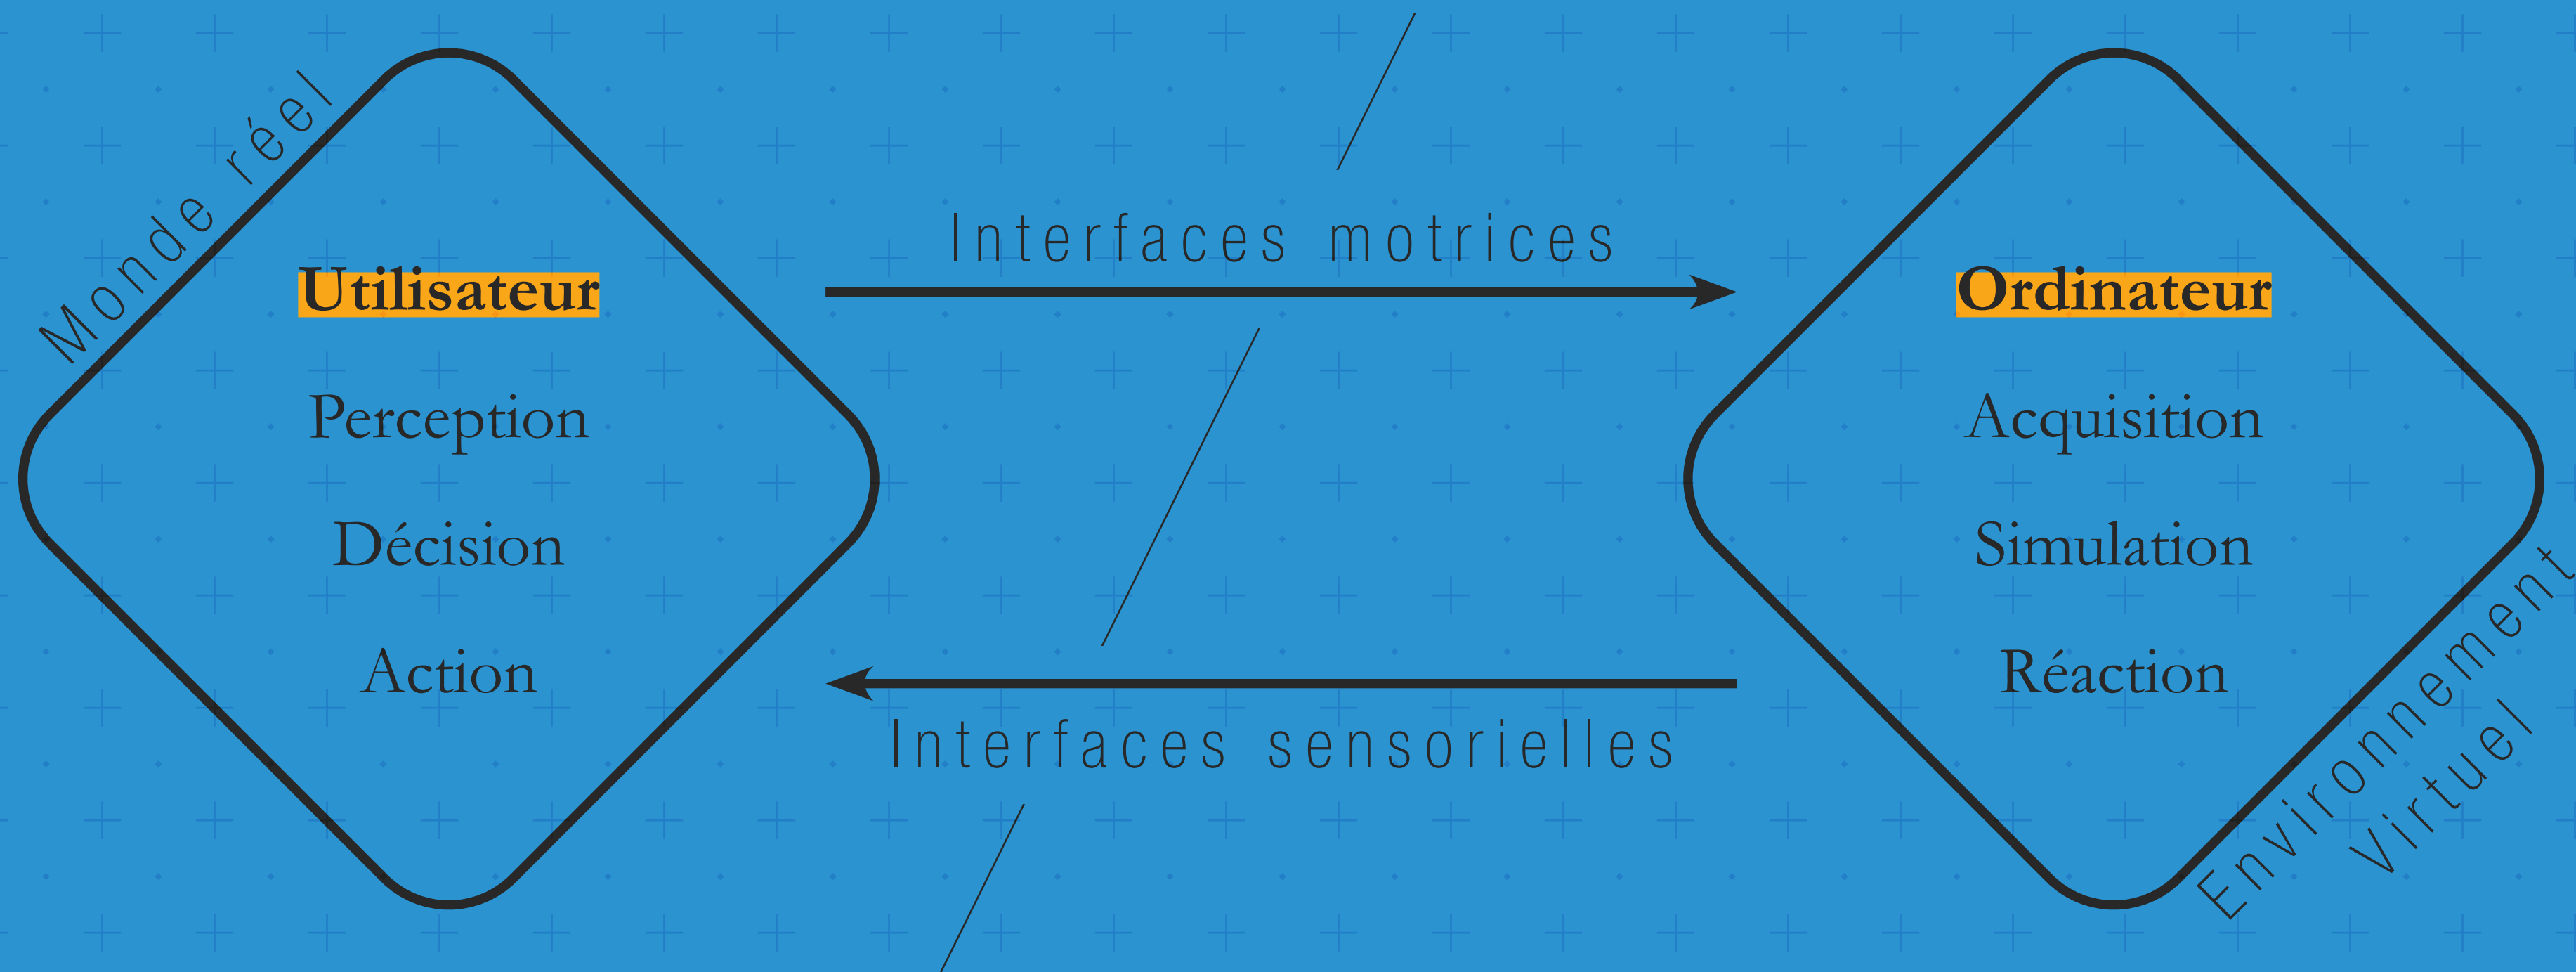 Monde réel
Utilisateur
Perception
Décision
Action
Interfaces motrices
Interfaces sensorielles
Ordinateur
Acquisition
Simulation
Réaction
Environnement
Virtuel